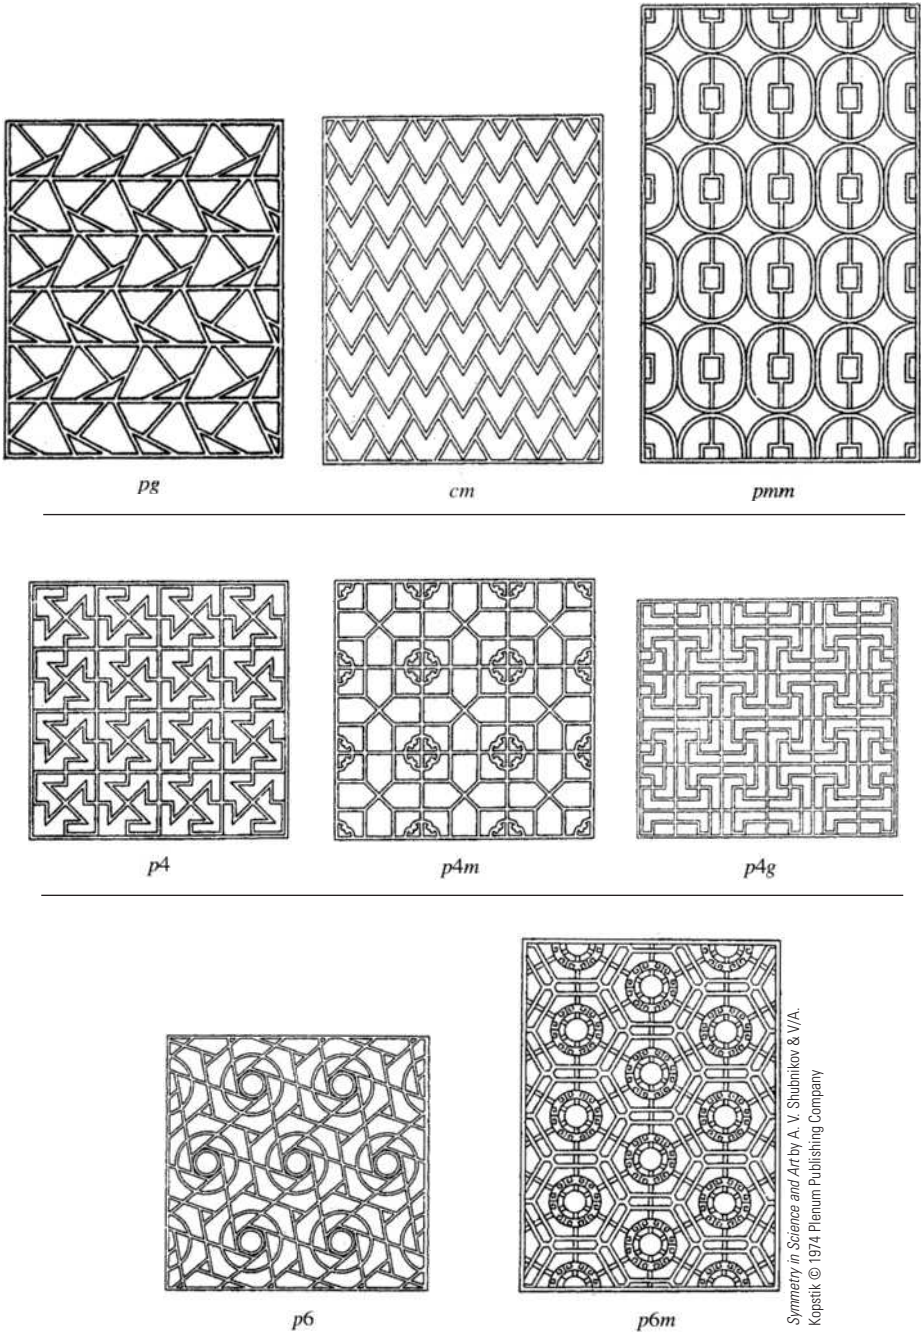 pg
cm
pmm
p4
p4m
p4g
p6
p6m
Symmetry in Science and Art by A. V. Shubnikov & V/A.
Kopstik © 1974 Plenum Publishing Company